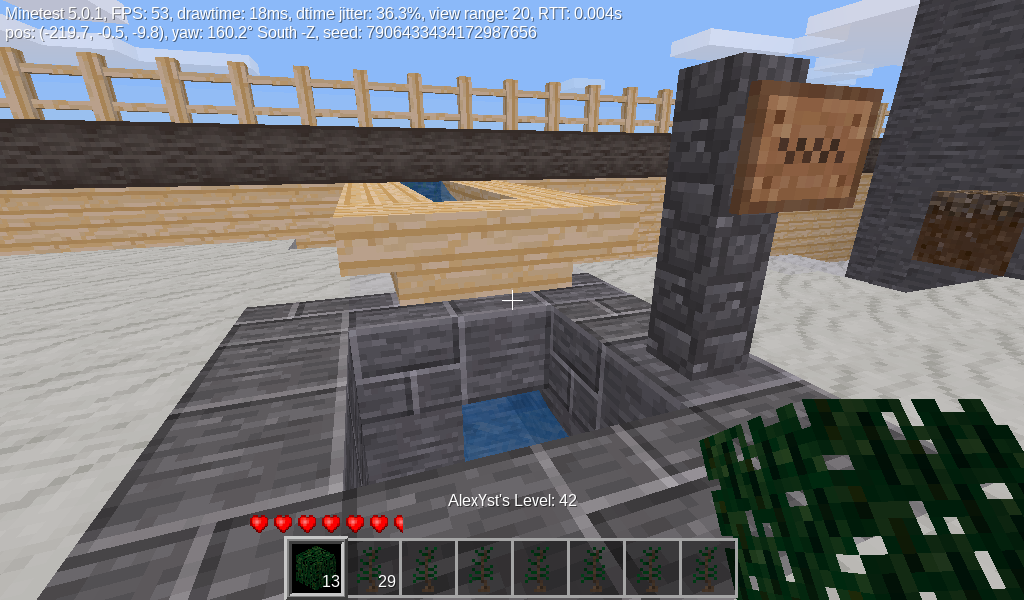 Minetest 5.0.1, FPS: 53, drawtime: 18ms, dtime jitter: 36.3%, view range: 20, RTT: 0.004s
pos: (-219.7, -0.5, -9.8), yaw: 160.2° South -Z, seed: 7906433434172987656
AlexYst's Level: 42
13 29